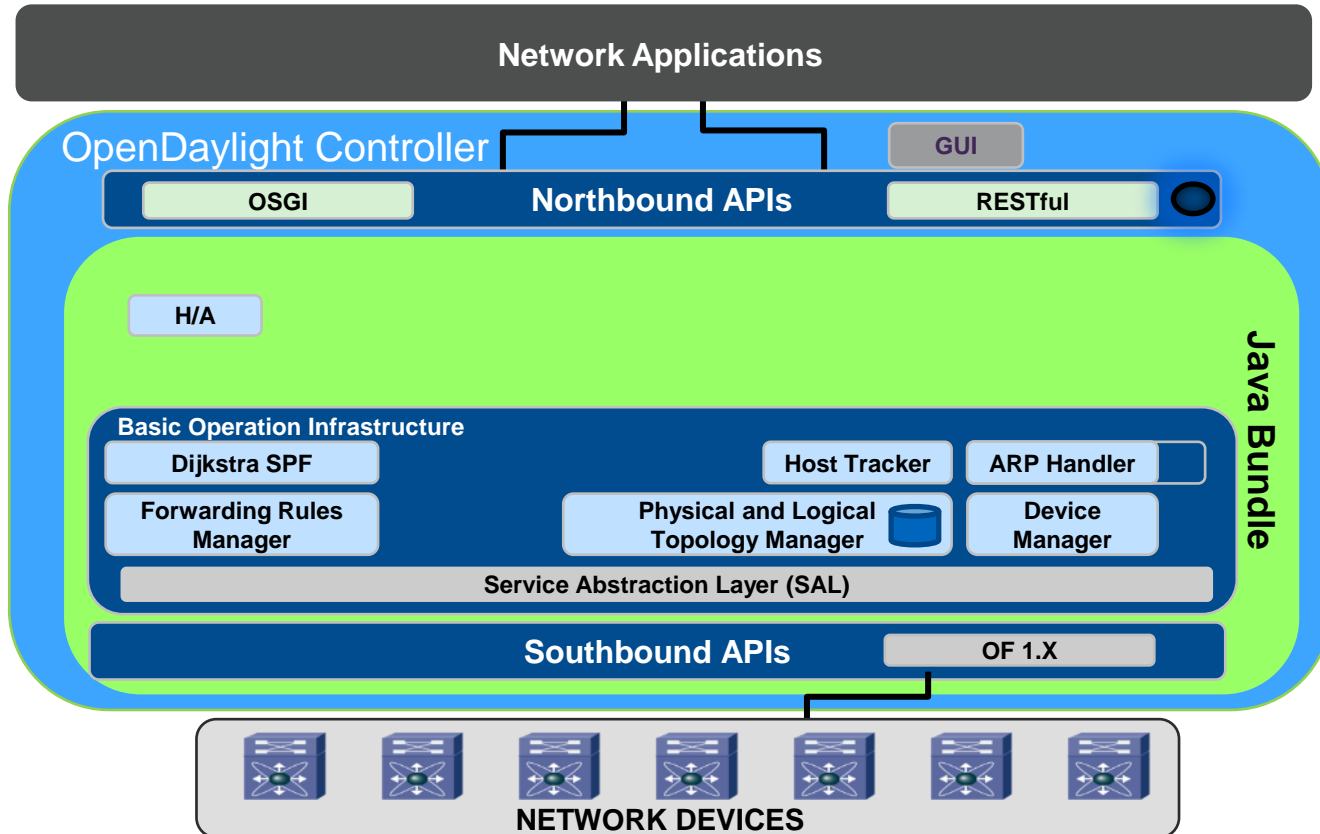 Network Applications
OpenDaylight Controller
GUI
OSGI
Northbound APIs
RESTful
H/A
Java Bundle
Basic Operation Infrastructure
Dijkstra SPF
Host Tracker
ARP Handler
Forwarding Rules
Manager
Physical and Logical
Topology Manager
Device
Manager
Service Abstraction Layer (SAL)
Southbound APIs
OF 1.X
NETWORK DEVICES